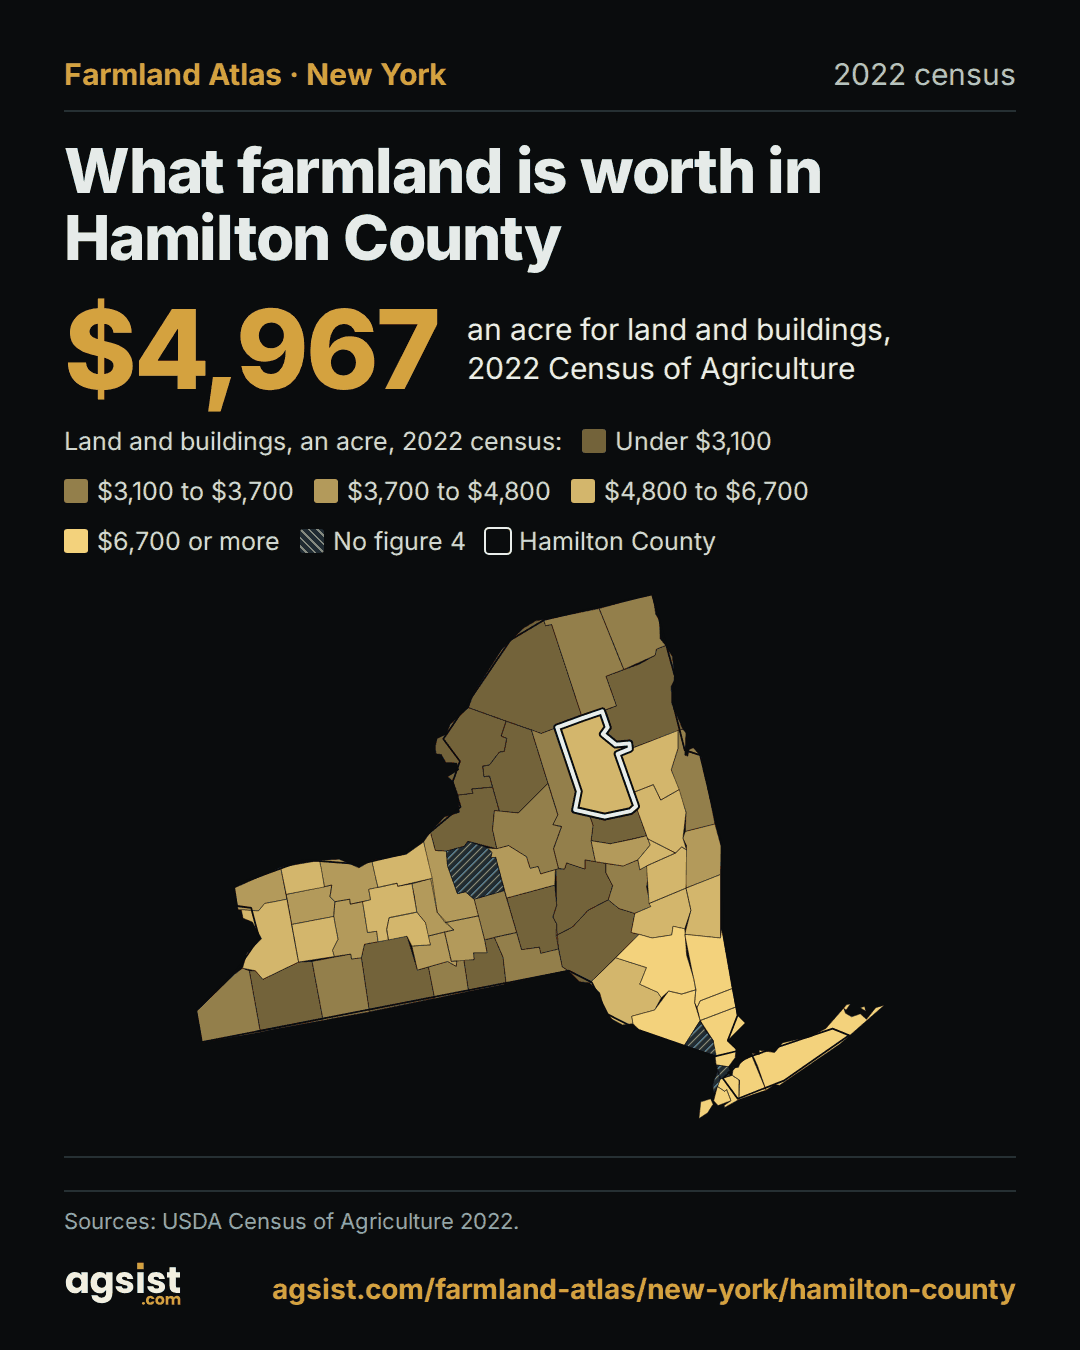 Farmland Atlas · New York
2022 census
What farmland is worth in
Hamilton County
$4,967
an acre for land and buildings,
2022 Census of Agriculture
Land and buildings, an acre, 2022 census: Under $3,100
$3,100 to $3,700 $3,700 to $4,800 $4,800 to $6,700
$6,700 or more No figure 4 Hamilton County
Sources: USDA Census of Agriculture 2022.
agsist
.com
agsist.com/farmland-atlas/new-york/hamilton-county